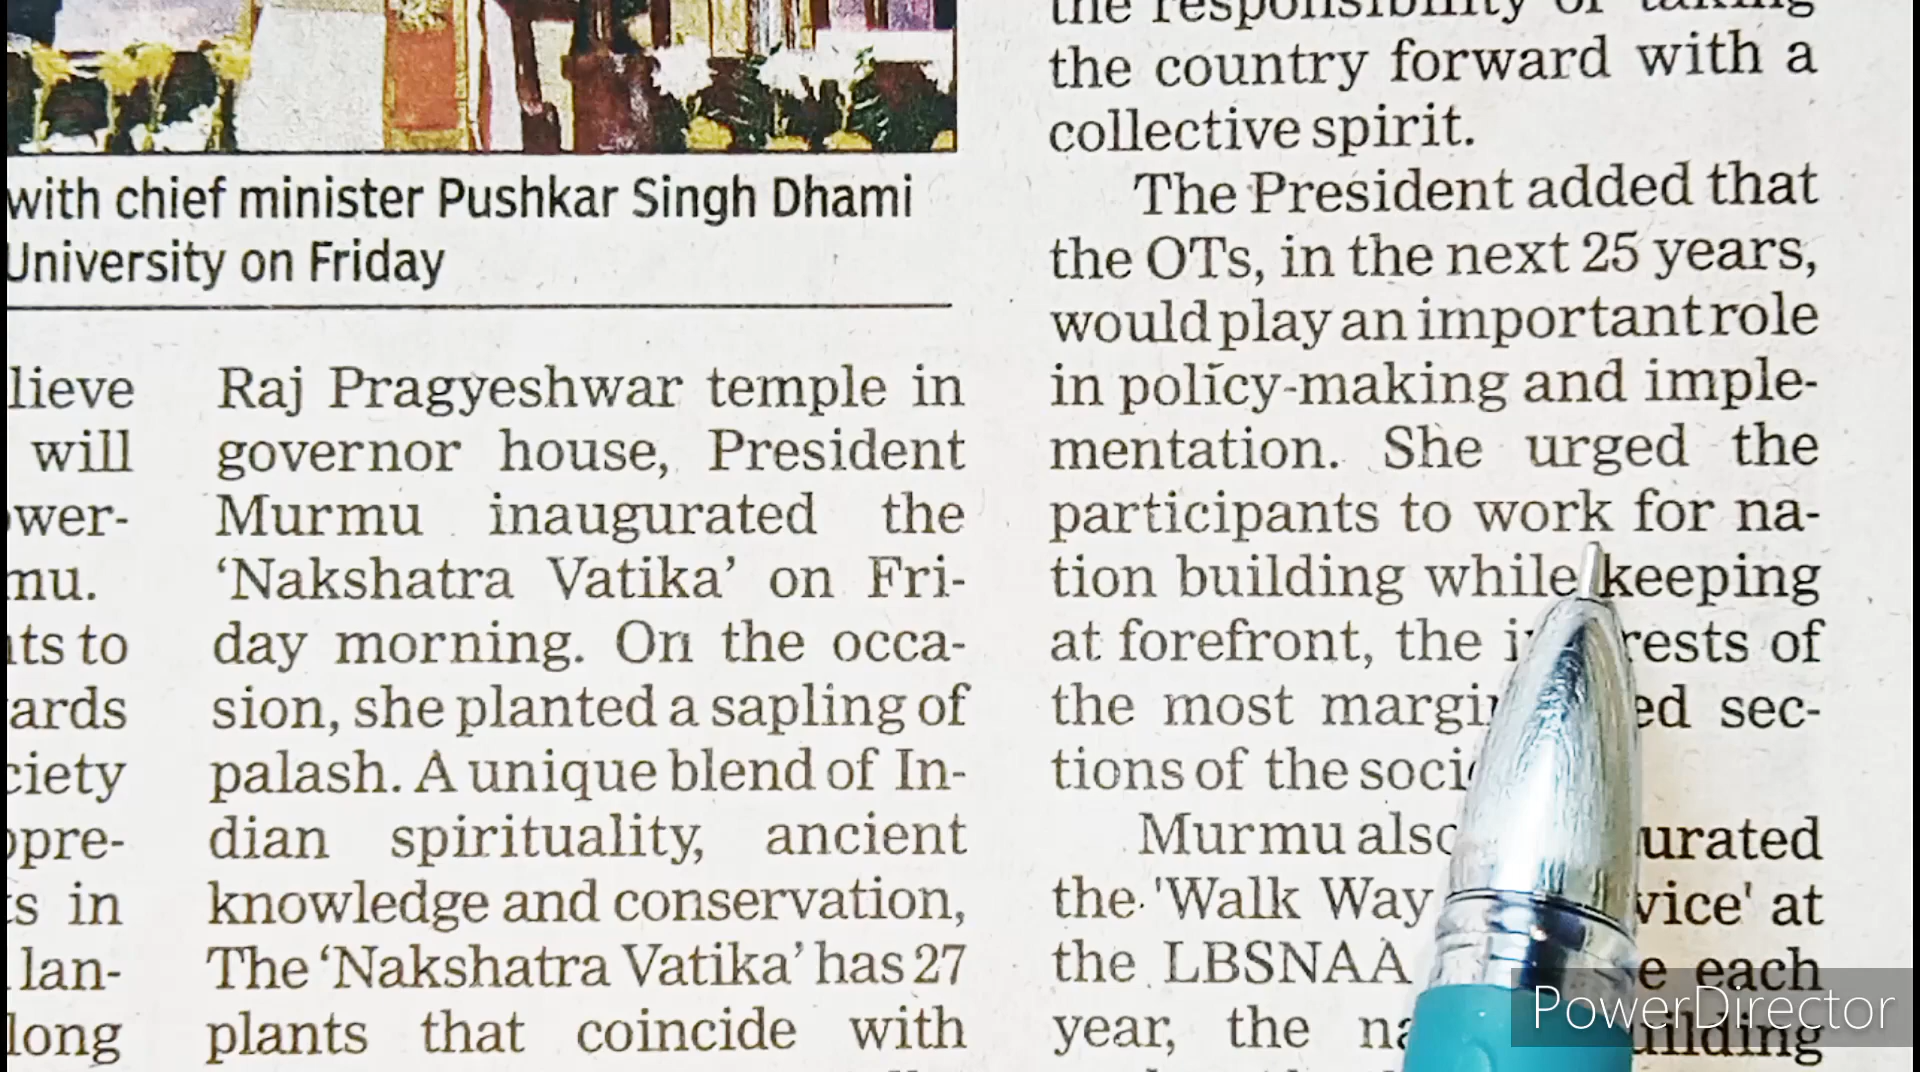 with chief minister Pushkar Singh Dhami
University on Friday
lieve
will
mu.
to
ards
ciety
in
lan-
long
Raj Pragyeshwar temple in
governor house, President
Murmu inaugurated the
‘Nakshatra Vatika’ on Fri-
day morning. On the occa-
sion, she planted a sapling of
palash. A unique blend of In-
dian spirituality, ancient
knowledge and conservation,
The ‘Nakshatra Vatika’ has 27
plants that coincide with
the responsibility of taking
the country forward with a
collective spirit.
The President added that
the OTs, in the next 25 years,
would play an important role
in policy-making and imple-
mentation. She urged the
participants to work for na-
tion building while keeping
at forefront, the of
the most sec-
tions of the
Murmu also
the 'Walk Way at
the LBSNAA each
year, the
PowerDirector